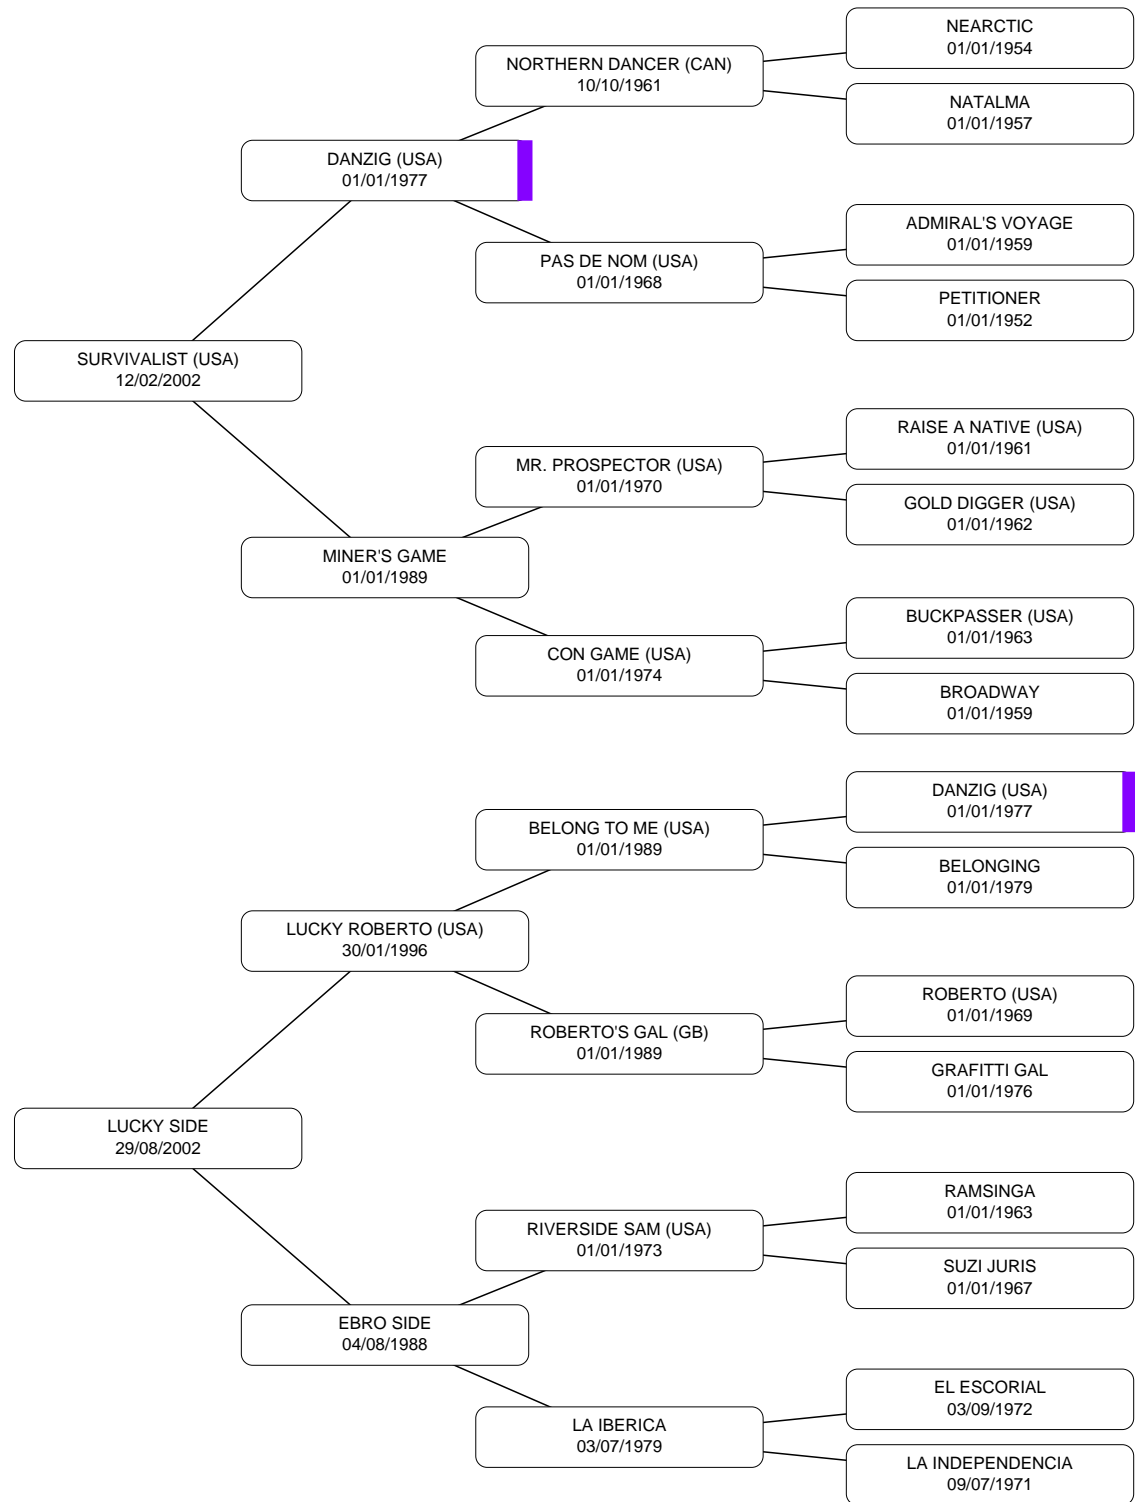 NEARCTIC
01/01/1954
NORTHERN DANCER (CAN)
10/10/1961
NATALMA
01/01/1957
DANZIG (USA)
01/01/1977
ADMIRAL'S VOYAGE
01/01/1959
PAS DE NOM (USA)
01/01/1968
PETITIONER
01/01/1952
SURVIVALIST (USA)
12/02/2002
RAISE A NATIVE (USA)
01/01/1961
MR. PROSPECTOR (USA)
01/01/1970
GOLD DIGGER (USA)
01/01/1962
MINER'S GAME
01/01/1989
BUCKPASSER (USA)
01/01/1963
CON GAME (USA)
01/01/1974
BROADWAY
01/01/1959
DANZIG (USA)
01/01/1977
BELONG TO ME (USA)
01/01/1989
BELONGING
01/01/1979
LUCKY ROBERTO (USA)
30/01/1996
ROBERTO (USA)
01/01/1969
ROBERTO'S GAL (GB)
01/01/1989
GRAFITTI GAL
01/01/1976
LUCKY SIDE
29/08/2002
RAMSINGA
01/01/1963
RIVERSIDE SAM (USA)
01/01/1973
SUZI JURIS
01/01/1967
EBRO SIDE
04/08/1988
EL ESCORIAL
03/09/1972
LA IBERICA
03/07/1979
LA INDEPENDENCIA
09/07/1971